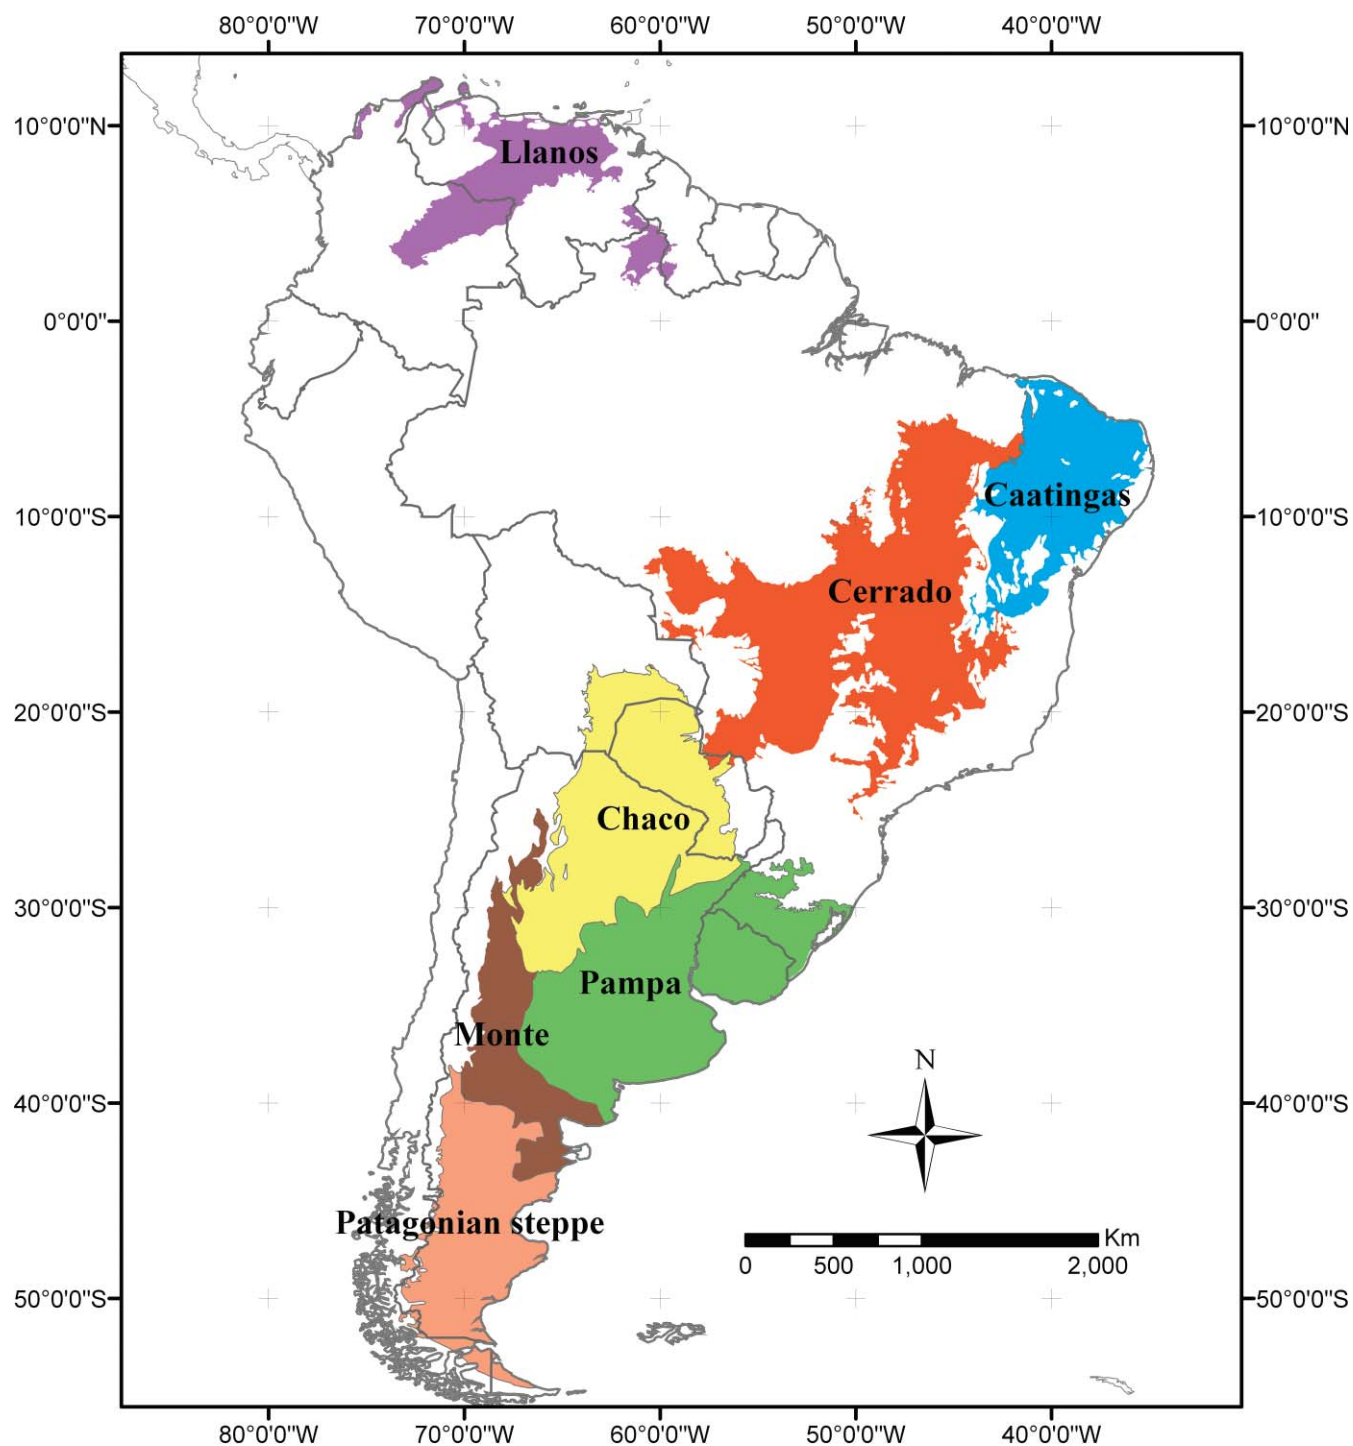 80°0'0"W 70°0'0"W 60°0'0"W 50°0'0"W 40°0'0"W
10°0'0"N 10°0'0"N
Llanos
0°0'0" 0°0'0"
Caatingas
10°0'0"S 10°0'0"S
Cerrado
20°0'0"S 20°0'0"S
Chaco
30°0'0"S 30°0'0"S
Pampa
Monte
N
40°0'0"S 40°0'0"S
Patagonian steppe
Km
0 500 1,000 2,000
50°0'0"S 50°0'0"S
80°0'0"W 70°0'0"W 60°0'0"W 50°0'0"W 40°0'0"W